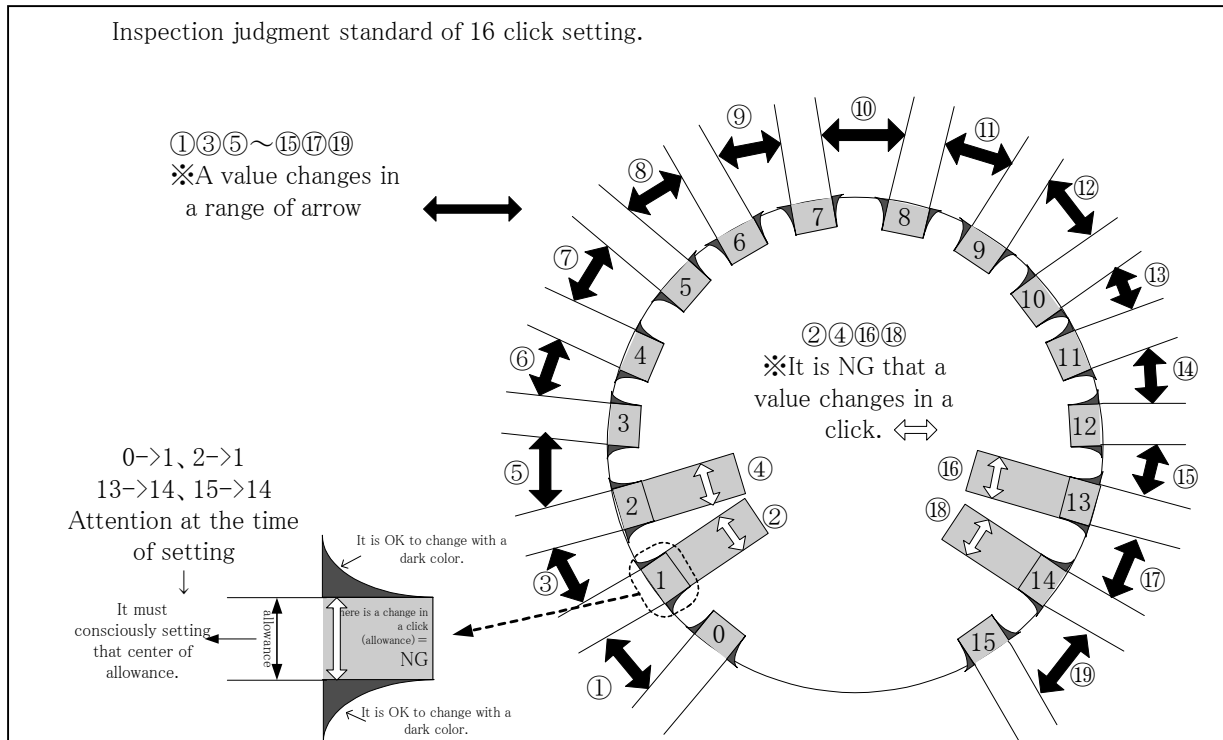 Inspection judgment standard of 16 click setting.
①③⑤～⑮⑰⑲
※A value changes in
a range of arrow
②④⑯⑱
※It is NG that a
value changes in a
click.
0->1、2->1
13->14、15->14
Attention at the time
of setting
It must
consciously setting
that center of
allowance.
It is OK to change with a
dark color.
allowance
here is a change in
a click
(allowance)＝
NG
It is OK to change with a
dark color.
①
②
③
④
⑤
⑥
⑦
⑧
⑨
⑩
⑪
⑫
⑬
⑭
⑮
⑯
⑰
⑱
⑲
0
1
2
3
4
5
6
7
8
9
10
11
12
13
14
15